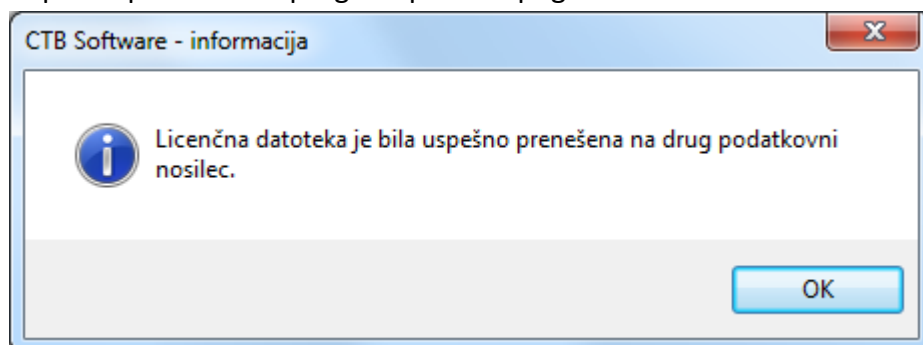 CTB Software - informacija
Licenčna datoteka je bila uspešno prenešena na drug podatkovni
nosilec.
OK